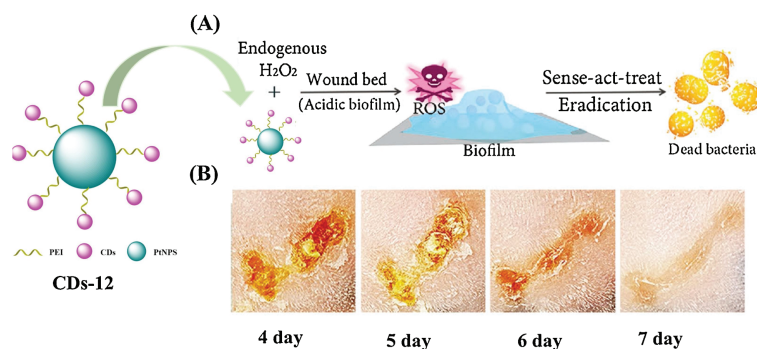 (A)
Endogenous
H₂O₂
+
Wound bed
(Acidic biofilm)
ROS
Biofilm
Sense-act-treat
Eradication
Dead bacteria
PEI
CDs
PtNPS
CDs-12
(B)
4 day
5 day
6 day
7 day